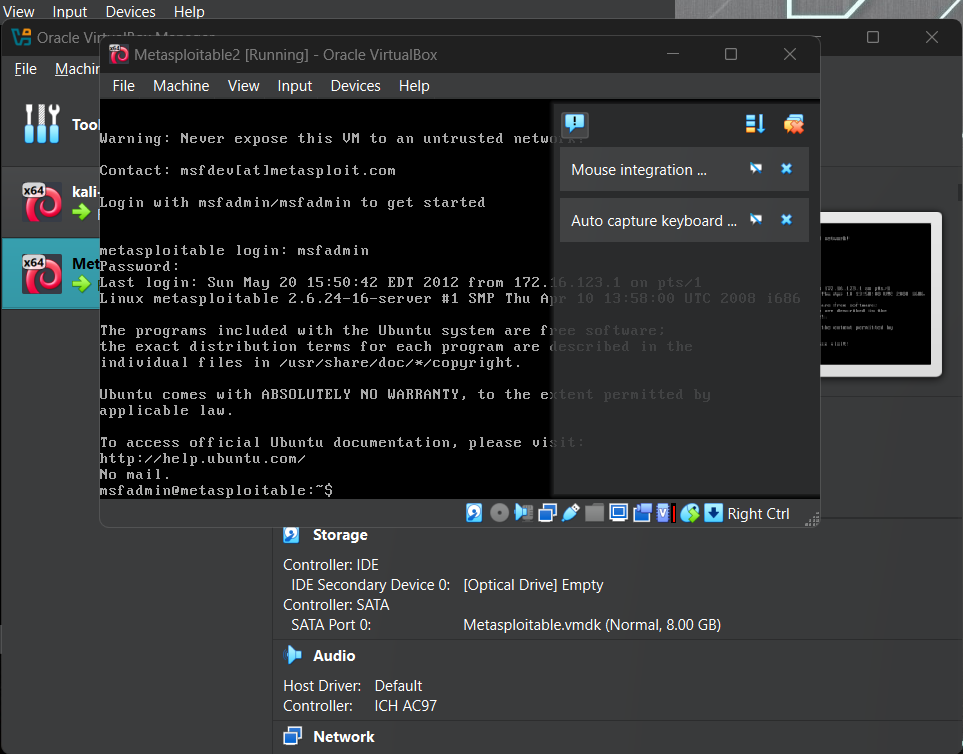 View Input Devices Help
Oracle VirtualBox Manager
File Machin
Tool
x64
kali-
x64
Met
Metasploitable2 [Running] - Oracle VirtualBox
File Machine View Input Devices Help
Warning: Never expose this VM to an untrusted network!
Contact: msfdev[at]metasploit.com
Login with msfadmin/msfadmin to get started
metasploitable login: msfadmin
Password:
Last login: Sun May 20 15:50:42 EDT 2012 from 172.16.123.1 on pts/1
Linux metasploitable 2.6.24-16-server #1 SMP Thu Apr 10 13:58:00 UTC 2008 i686
The programs included with the Ubuntu system are free software;
the exact distribution terms for each program are described in the
individual files in /usr/share/doc/*/copyright.
Ubuntu comes with ABSOLUTELY NO WARRANTY, to the extent permitted by
applicable law.
To access official Ubuntu documentation, please visit:
http://help.ubuntu.com/
No mail.
msfadmin@metasploitable:~$
Mouse integration ...
Auto capture keyboard ...
Right Ctrl
Storage
Controller: IDE
IDE Secondary Device 0: [Optical Drive] Empty
Controller: SATA
SATA Port 0: Metasploitable.vmdk (Normal, 8.00 GB)
Audio
Host Driver: Default
Controller: ICH AC97
Network